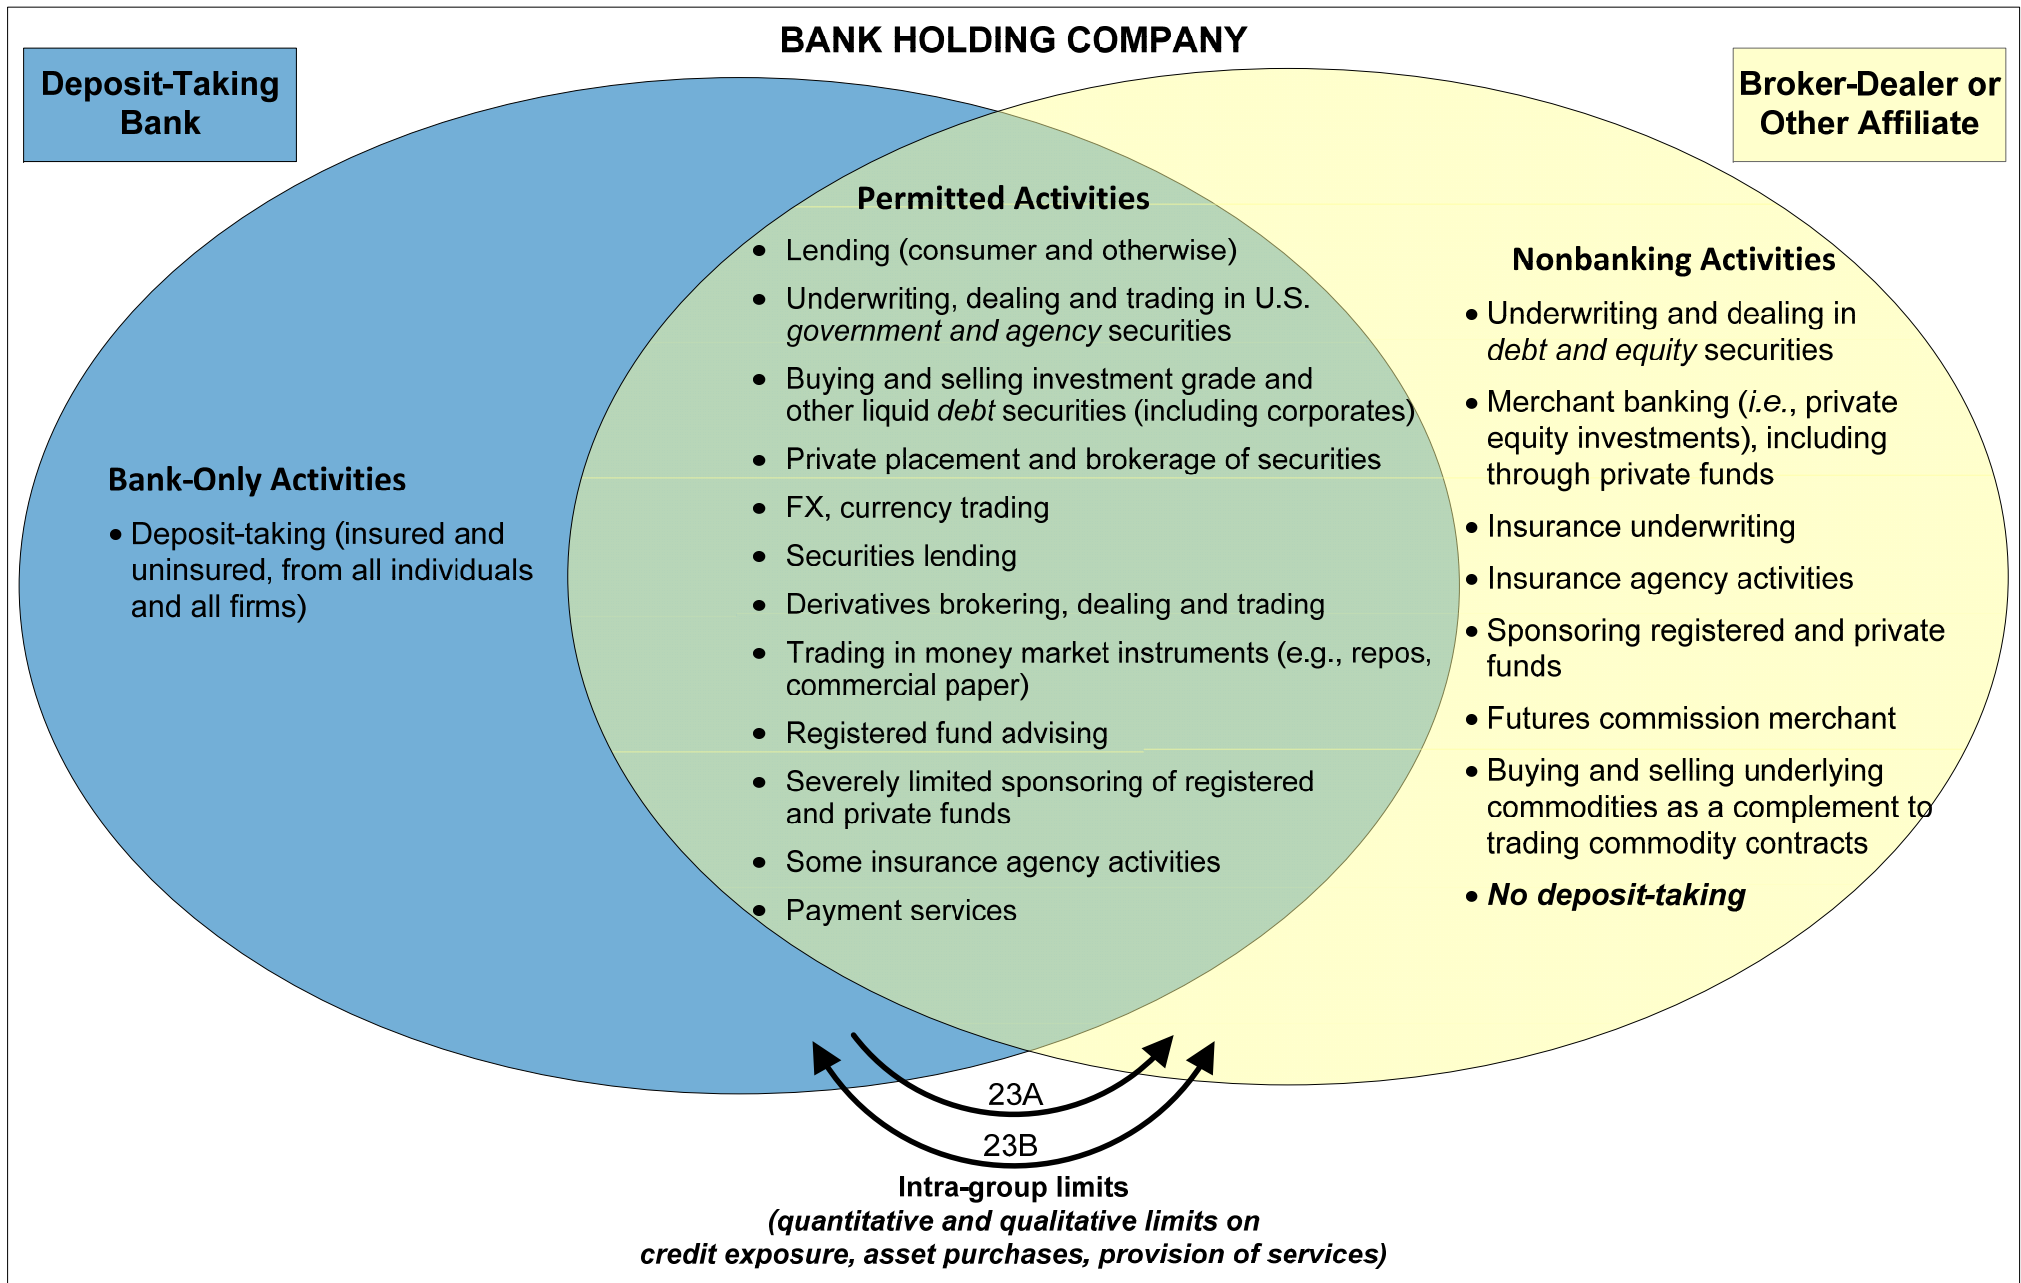 BANK HOLDING COMPANY
Deposit-Taking
Bank
Broker-Dealer or
Other Affiliate
Bank-Only Activities
• Deposit-taking (insured and
uninsured, from all individuals
and all firms)
Permitted Activities
• Lending (consumer and otherwise)
• Underwriting, dealing and trading in U.S.
government and agency securities
• Buying and selling investment grade and
other liquid debt securities (including corporates)
• Private placement and brokerage of securities
• FX, currency trading
• Securities lending
• Derivatives brokering, dealing and trading
• Trading in money market instruments (e.g., repos,
commercial paper)
• Registered fund advising
• Severely limited sponsoring of registered
and private funds
• Some insurance agency activities
• Payment services
Nonbanking Activities
• Underwriting and dealing in
debt and equity securities
• Merchant banking (i.e., private
equity investments), including
through private funds
• Insurance underwriting
• Insurance agency activities
• Sponsoring registered and private
funds
• Futures commission merchant
• Buying and selling underlying
commodities as a complement to
trading commodity contracts
• No deposit-taking
23A
23B
Intra-group limits
(quantitative and qualitative limits on
credit exposure, asset purchases, provision of services)